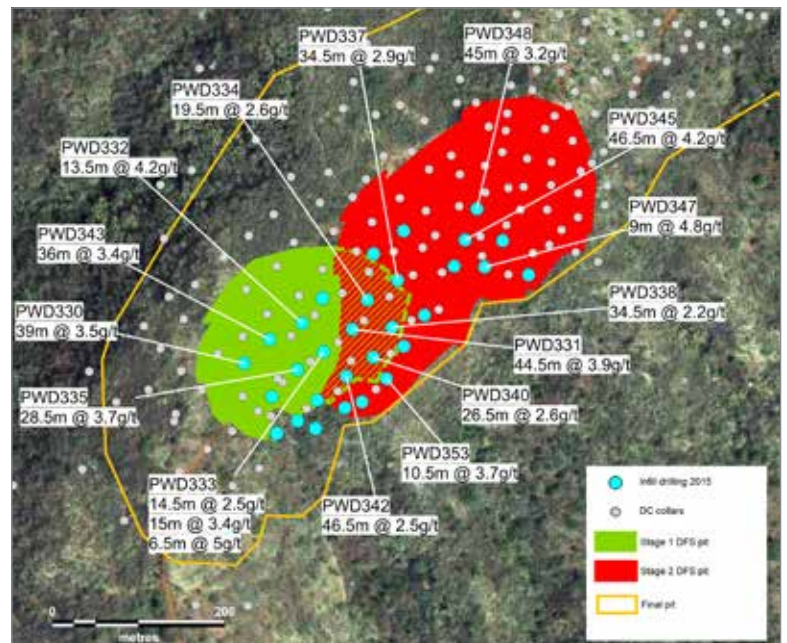 PWD337
34.5m @ 2.9g/t
PWD348
45m @ 3.2g/t
PWD334
19.5m @ 2.6g/t
PWD345
46.5m @ 4.2g/t
PWD332
13.5m @ 4.2g/t
PWD347
9m @ 4.8g/t
PWD343
36m @ 3.4g/t
PWD338
34.5m @ 2.2g/t
PWD330
39m @ 3.5g/t
PWD331
44.5m @ 3.9g/t
PWD335
28.5m @ 3.7g/t
PWD340
26.5m @ 2.6g/t
PWD353
10.5m @ 3.7g/t
PWD333
14.5m @ 2.5g/t
15m @ 3.4g/t
6.5m @ 5g/t
PWD342
46.5m @ 2.5g/t
Infill drilling 2015
DC collars
Stage 1 DFS pit
Stage 2 DFS pit
Final pit
0 200
metres